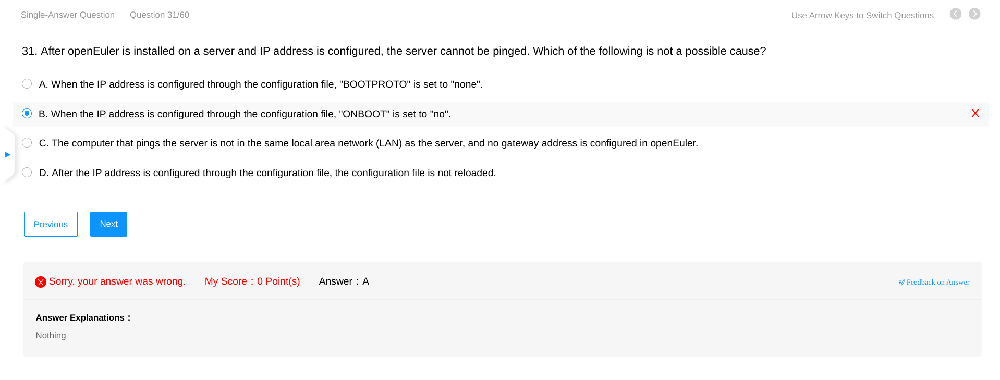 Single-Answer Question Question 31/60 Use Arrow Keys to Switch Questions
31. After openEuler is installed on a server and IP address is configured, the server cannot be pinged. Which of the following is not a possible cause?
A. When the IP address is configured through the configuration file, "BOOTPROTO" is set to "none".
B. When the IP address is configured through the configuration file, "ONBOOT" is set to "no".
C. The computer that pings the server is not in the same local area network (LAN) as the server, and no gateway address is configured in openEuler.
D. After the IP address is configured through the configuration file, the configuration file is not reloaded.
Previous Next
Sorry, your answer was wrong. My Score：0 Point(s) Answer：A Feedback on Answer
Answer Explanations：
Nothing